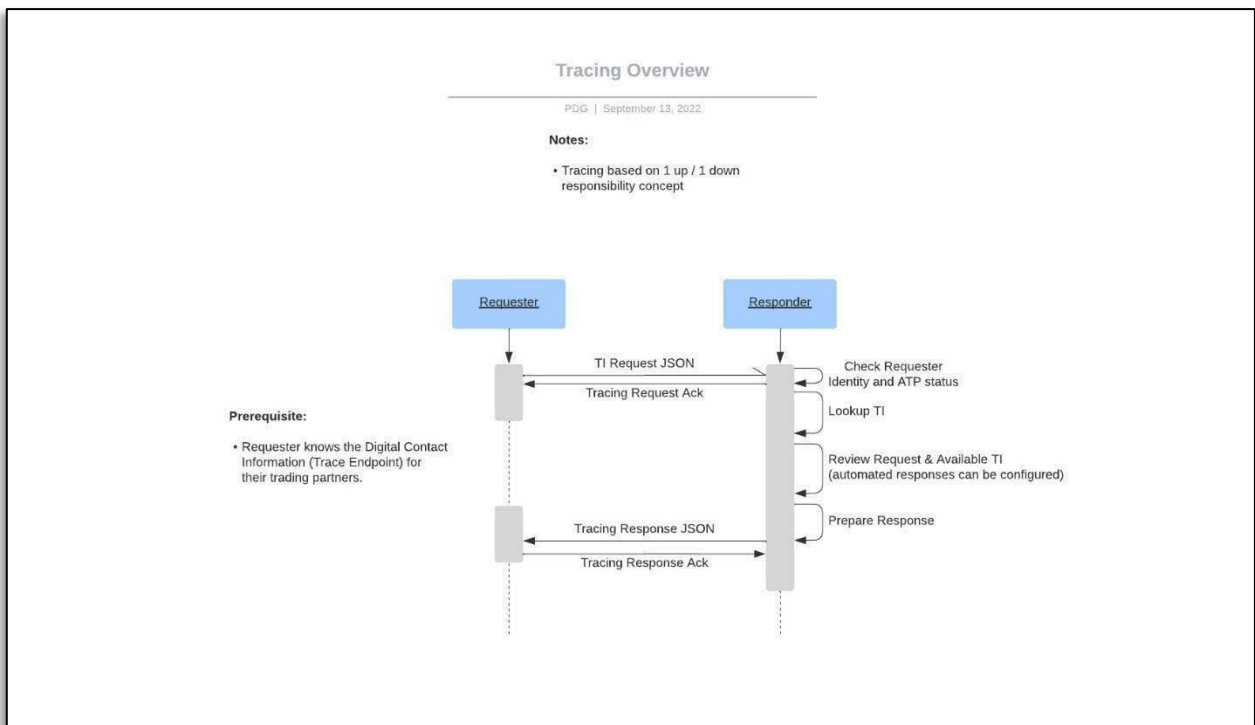 Tracing Overview
PDG | September 13, 2022
Notes:
• Tracing based on 1 up / 1 down
responsibility concept
Requester
Responder
TI Request JSON
Check Requester
Identity and ATP status
Tracing Request Ack
Lookup TI
Prerequisite:
• Requester knows the Digital Contact
Information (Trace Endpoint) for
their trading partners.
Review Request & Available TI
(automated responses can be configured)
Prepare Response
Tracing Response JSON
Tracing Response Ack